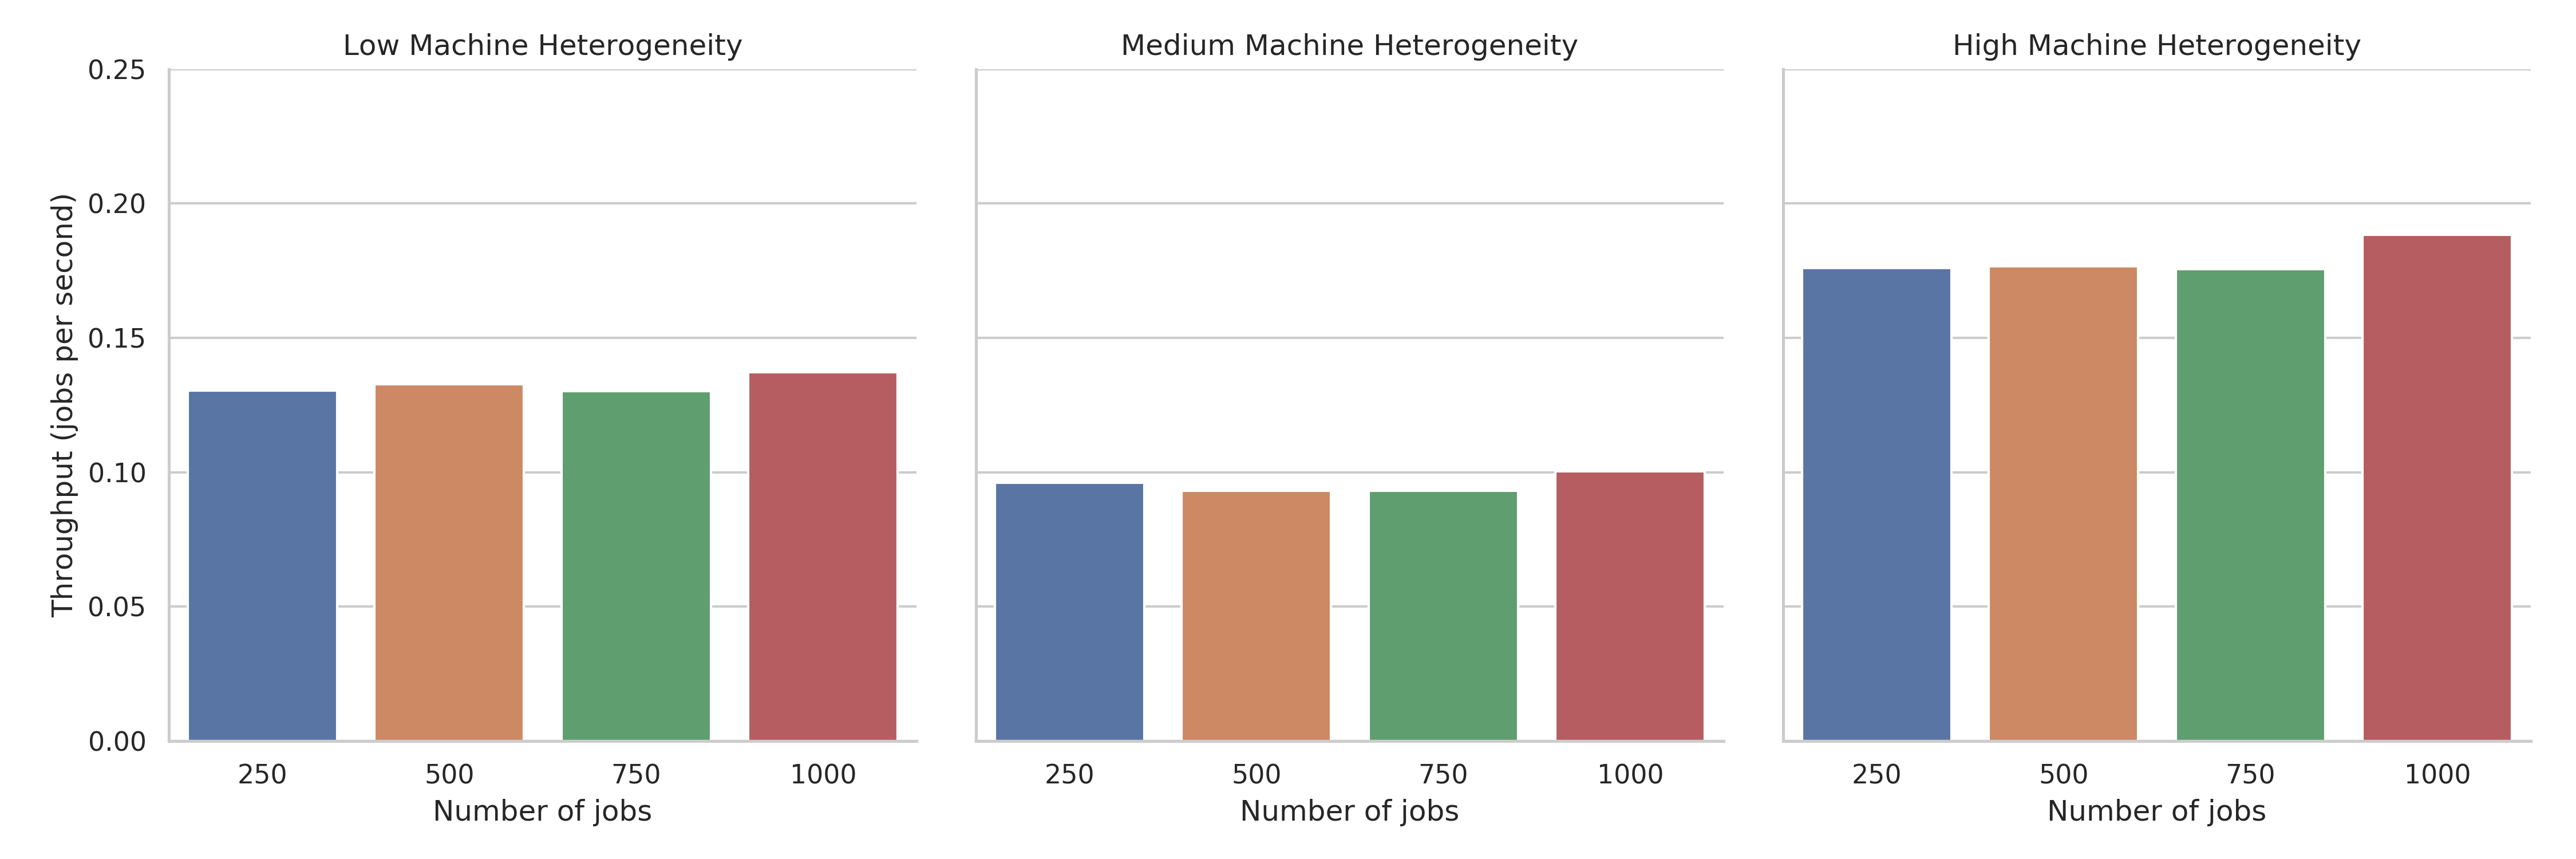 Low Machine Heterogeneity
Medium Machine Heterogeneity
High Machine Heterogeneity
Throughput (jobs per second)
0.25
0.20
0.15
0.10
0.05
0.00
250 500 750 1000
250 500 750 1000
250 500 750 1000
Number of jobs
Number of jobs
Number of jobs